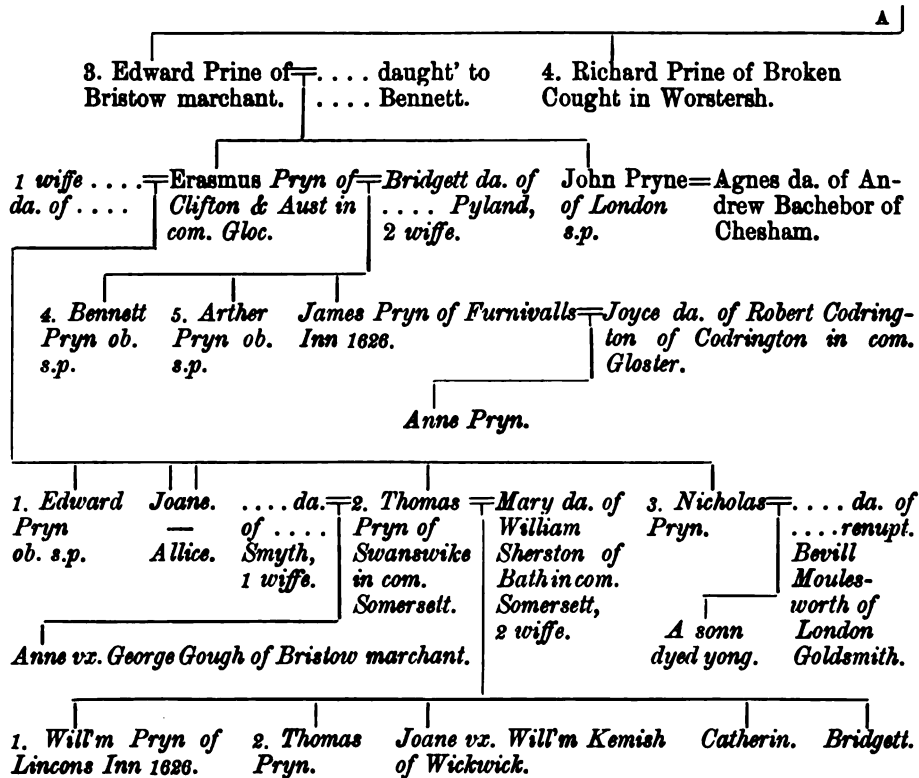 A
3. Edward Prine of = .... daught' to
Bristow marchant. .... Bennett.
4. Richard Prine of Broken
Cought in Worstersh.
1 wiffe ....
da. of ....
= Erasmus Pryn of
Clifton & Aust in
com. Gloc.
= Bridgett da. of
.... Pyland,
2 wiffe.
John Pryne
of London
s.p.
= Agnes da. of An-
drew Bachebor of
Chesham.
4. Bennett
Pryn ob.
s.p.
5. Arther
Pryn ob.
s.p.
James Pryn of Furnivalls
Inn 1626.
= Joyce da. of Robert Codring-
ton of Codrington in com.
Gloster.
Anne Pryn.
1. Edward
Pryn
ob. s.p.
Joane.
—
Allice.
.... da.
of ....
Smyth,
1 wiffe.
= 2. Thomas
Pryn of
Swanswike
in com.
Somersett.
= Mary da. of
William
Sherston of
Bath in com.
Somersett,
2 wiffe.
3. Nicholas
Pryn.
= .... da. of
.... renupt.
Bevill
Moules-
worth of
London
Goldsmith.
Anne vx. George Gough of Bristow marchant.
A sonn
dyed yong.
1. Will'm Pryn of
Lincons Inn 1626.
2. Thomas
Pryn.
Joane vx. Will'm Kemish
of Wickwick.
Catherin.
Bridgett.